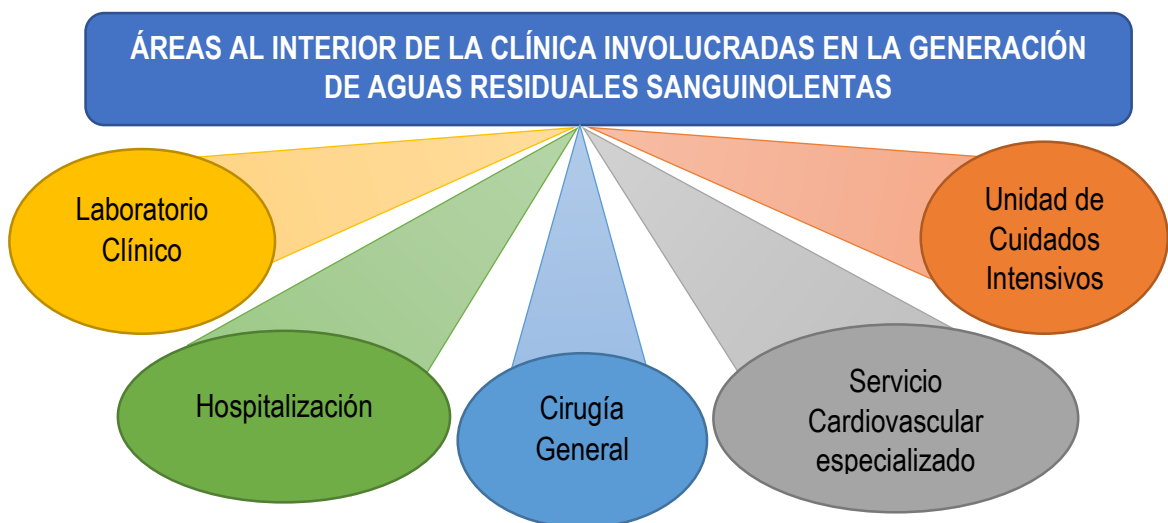 ÁREAS AL INTERIOR DE LA CLÍNICA INVOLUCRADAS EN LA GENERACIÓN
DE AGUAS RESIDUALES SANGUINOLENTAS
Laboratorio
Clínico
Hospitalización
Cirugía
General
Servicio
Cardiovascular
especializado
Unidad de
Cuidados
Intensivos